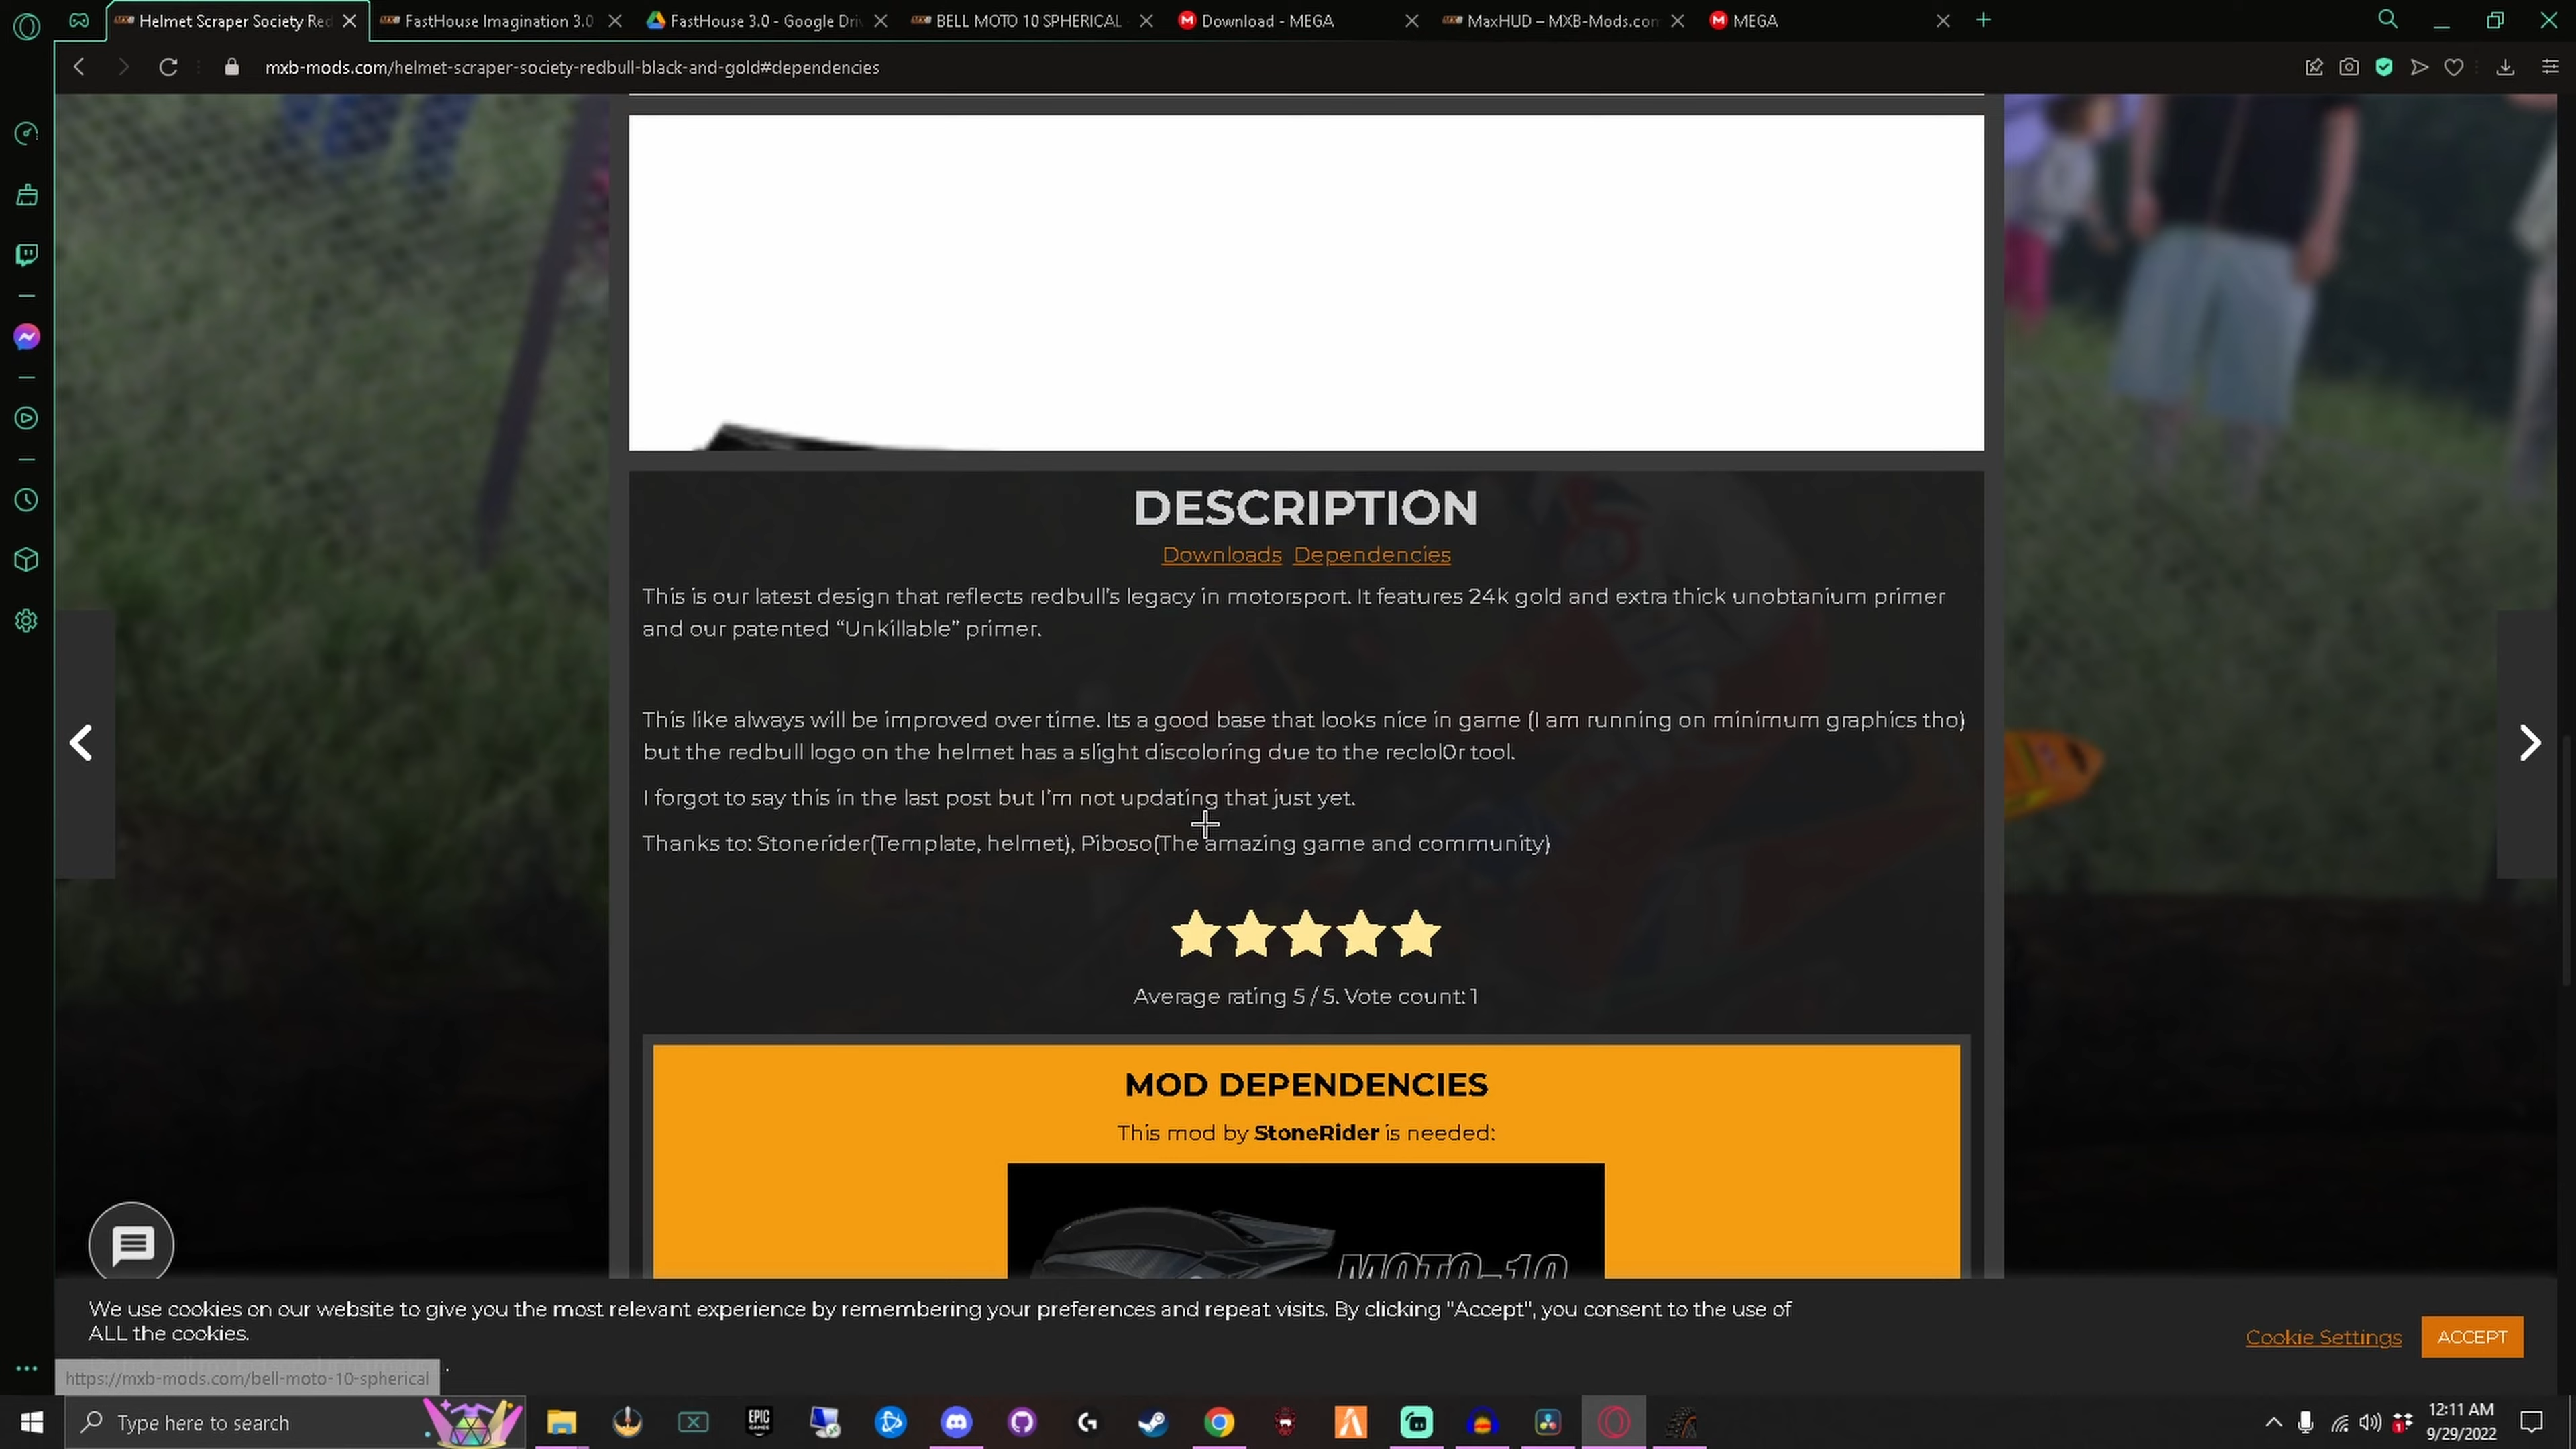 Helmet Scraper Society Red
FastHouse Imagination 3.0
FastHouse 3.0 - Google Driv
BELL MOTO 10 SPHERICAL
Download - MEGA
MaxHUD – MXB-Mods.com
MEGA
mxb-mods.com/helmet-scraper-society-redbull-black-and-gold#dependencies
DESCRIPTION
Downloads Dependencies
This is our latest design that reflects redbull's legacy in motorsport. It features 24k gold and extra thick unobtanium primer
and our patented “Unkillable” primer.
This like always will be improved over time. Its a good base that looks nice in game (I am running on minimum graphics tho)
but the redbull logo on the helmet has a slight discoloring due to the reclol0r tool.
I forgot to say this in the last post but I'm not updating that just yet.
Thanks to: Stonerider(Template, helmet), Piboso(The amazing game and community)
Average rating 5 / 5. Vote count: 1
MOD DEPENDENCIES
This mod by StoneRider is needed:
MOTO-10
We use cookies on our website to give you the most relevant experience by remembering your preferences and repeat visits. By clicking "Accept", you consent to the use of
ALL the cookies.
Cookie Settings
ACCEPT
https://mxb-mods.com/bell-moto-10-spherical
Type here to search
EPIC
GAMES
12:11 AM
9/29/2022